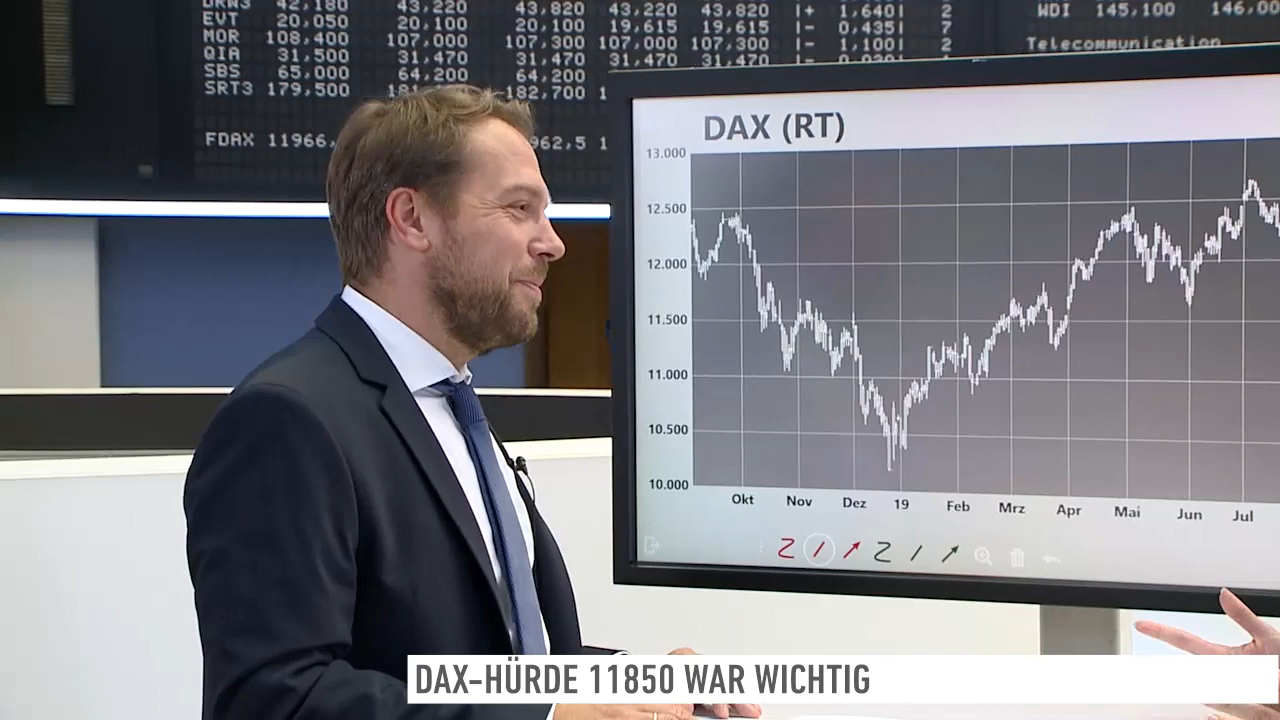 DRW3 42,180 43,220 43,820 43,220 43,820 |+ 1,640| 2
EVT 20,050 20,100 20,100 19,615 19,615 |- 0,435| 7
MOR 108,400 107,000 107,300 107,000 107,300 |- 1,100| 2
QIA 31,500 31,470 31,470 31,470 31,470 |-
SBS 65,000 64,200 64,200
SRT3 179,500 182,700
FDAX 11966, 962,5 1
WDI 145,100 146,00
Telecommunication
DAX (RT)
13.000
12.500
12.000
11.500
11.000
10.500
10.000
Okt Nov Dez 19 Feb Mrz Apr Mai Jun Jul
DAX-HÜRDE 11850 WAR WICHTIG